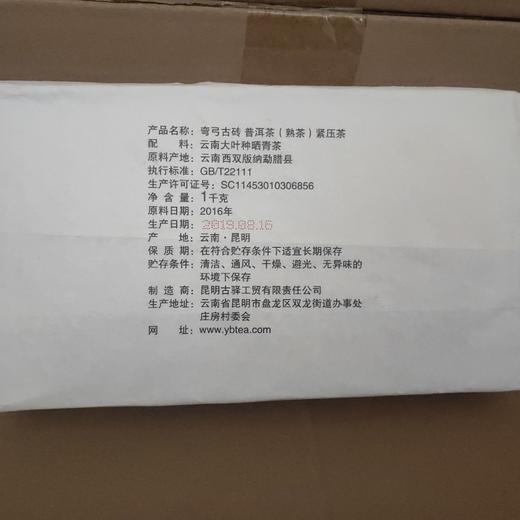 产品名称：弯弓古砖 普洱茶（熟茶）紧压茶
配 料：云南大叶种晒青茶
原料产地：云南西双版纳勐腊县
执行标准：GB/T22111
生产许可证号：SC11453010306856
净 含 量：1千克
原料日期：2016年
生产日期：2019.08.16
产 地：云南·昆明
保 质 期：在符合贮存条件下适宜长期保存
贮存条件：清洁、通风、干燥、避光、无异味的
环境下保存
制 造 商：昆明古驿工贸有限责任公司
生产地址：云南省昆明市盘龙区双龙街道办事处
庄房村委会
网 址：www.ybtea.com